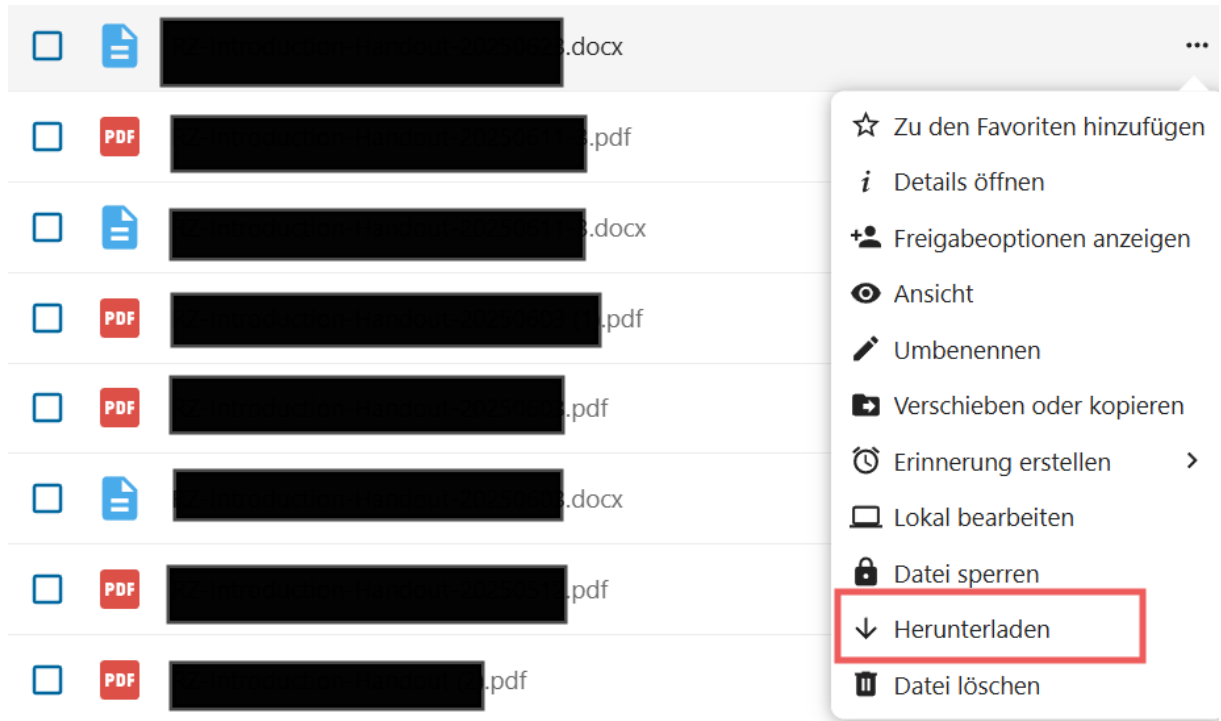 .docx
PDF
.pdf
.docx
PDF
.pdf
PDF
.pdf
.docx
PDF
.pdf
PDF
.pdf
Zu den Favoriten hinzufügen
Details öffnen
Freigabeoptionen anzeigen
Ansicht
Umbenennen
Verschieben oder kopieren
Erinnerung erstellen
Lokal bearbeiten
Datei sperren
Herunterladen
Datei löschen